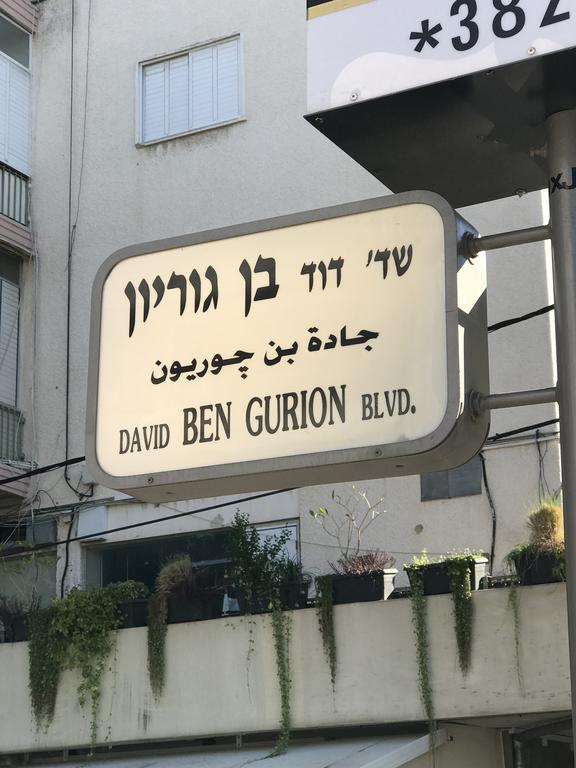 *382
שד' דוד בן גוריון
جادة بن چوريون
DAVID BEN GURION BLVD.